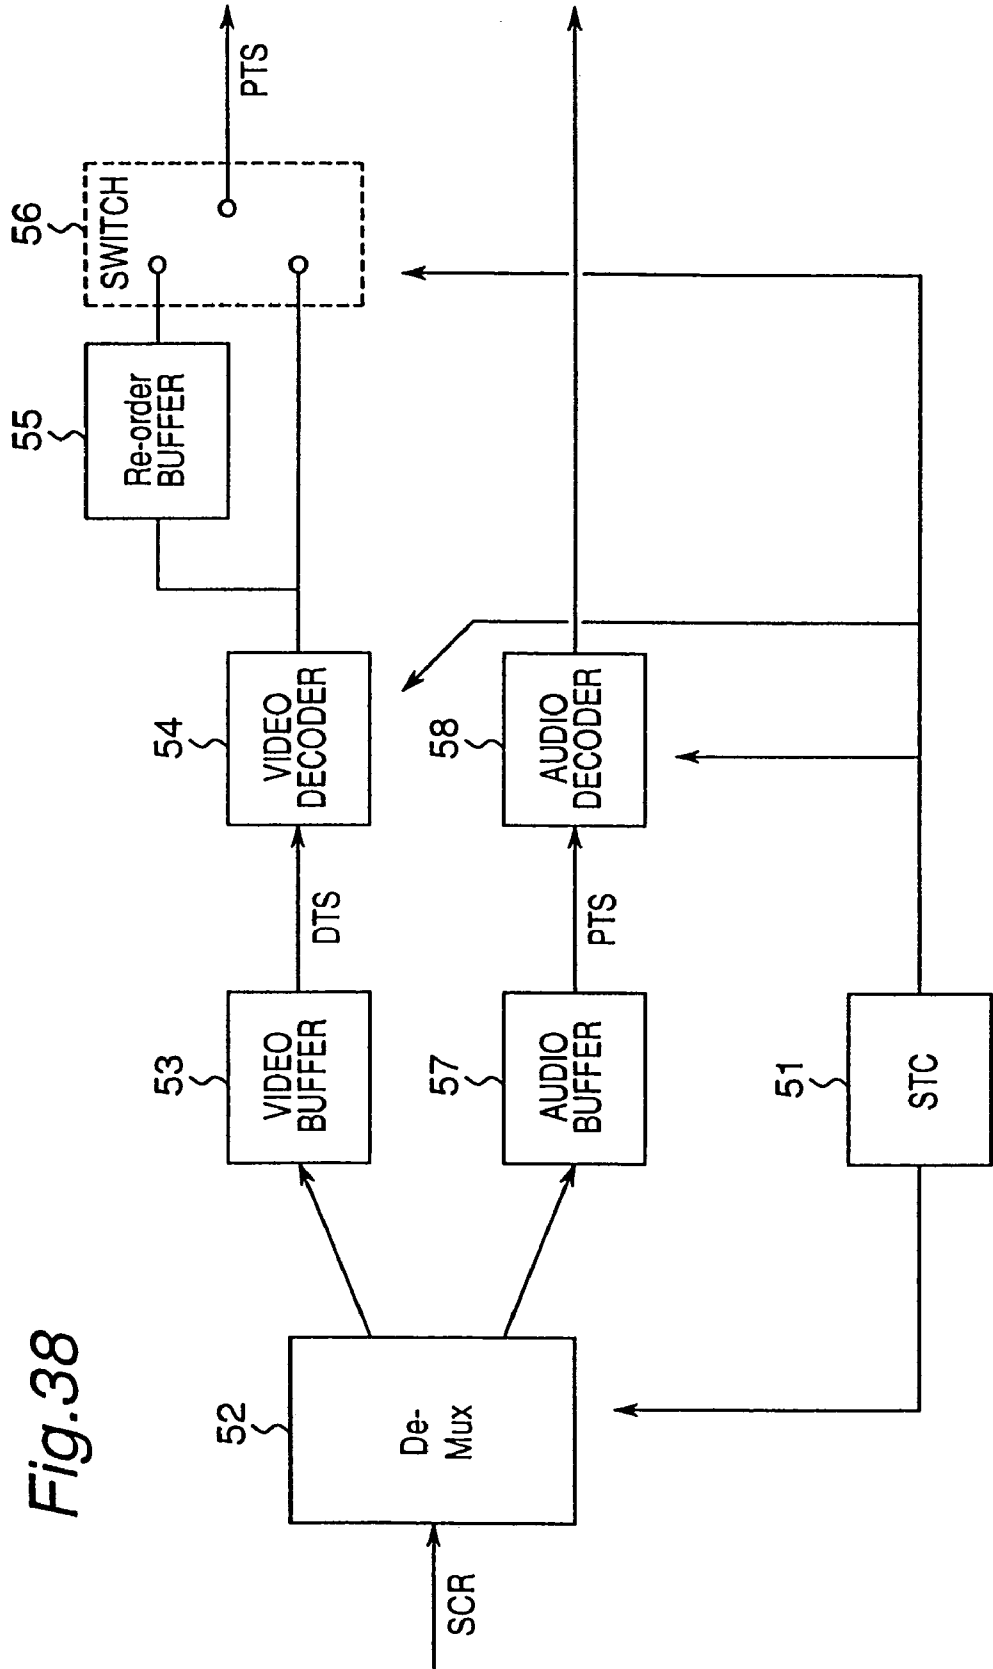 Fig.38
SCR
52
De-
Mux
53
VIDEO
BUFFER
DTS
54
VIDEO
DECODER
55
Re-order
BUFFER
56
SWITCH
PTS
57
AUDIO
BUFFER
PTS
58
AUDIO
DECODER
51
STC